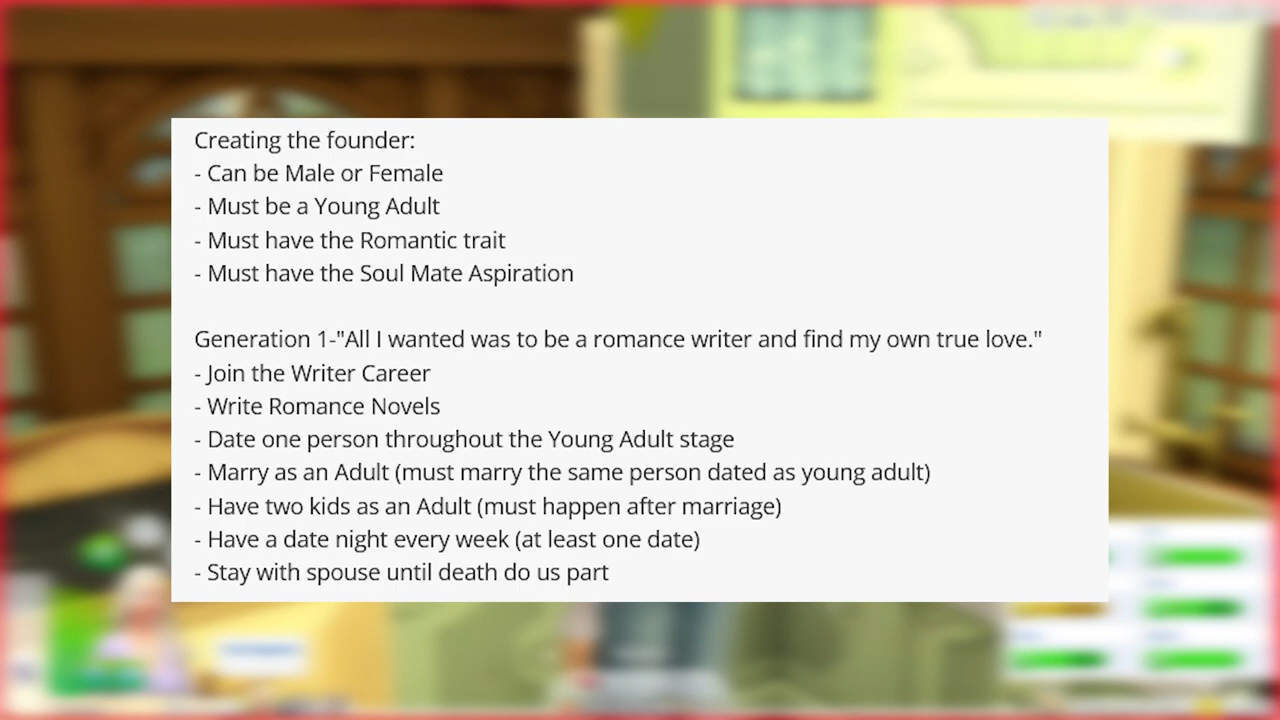 Creating the founder:
- Can be Male or Female
- Must be a Young Adult
- Must have the Romantic trait
- Must have the Soul Mate Aspiration
Generation 1-"All I wanted was to be a romance writer and find my own true love."
- Join the Writer Career
- Write Romance Novels
- Date one person throughout the Young Adult stage
- Marry as an Adult (must marry the same person dated as young adult)
- Have two kids as an Adult (must happen after marriage)
- Have a date night every week (at least one date)
- Stay with spouse until death do us part